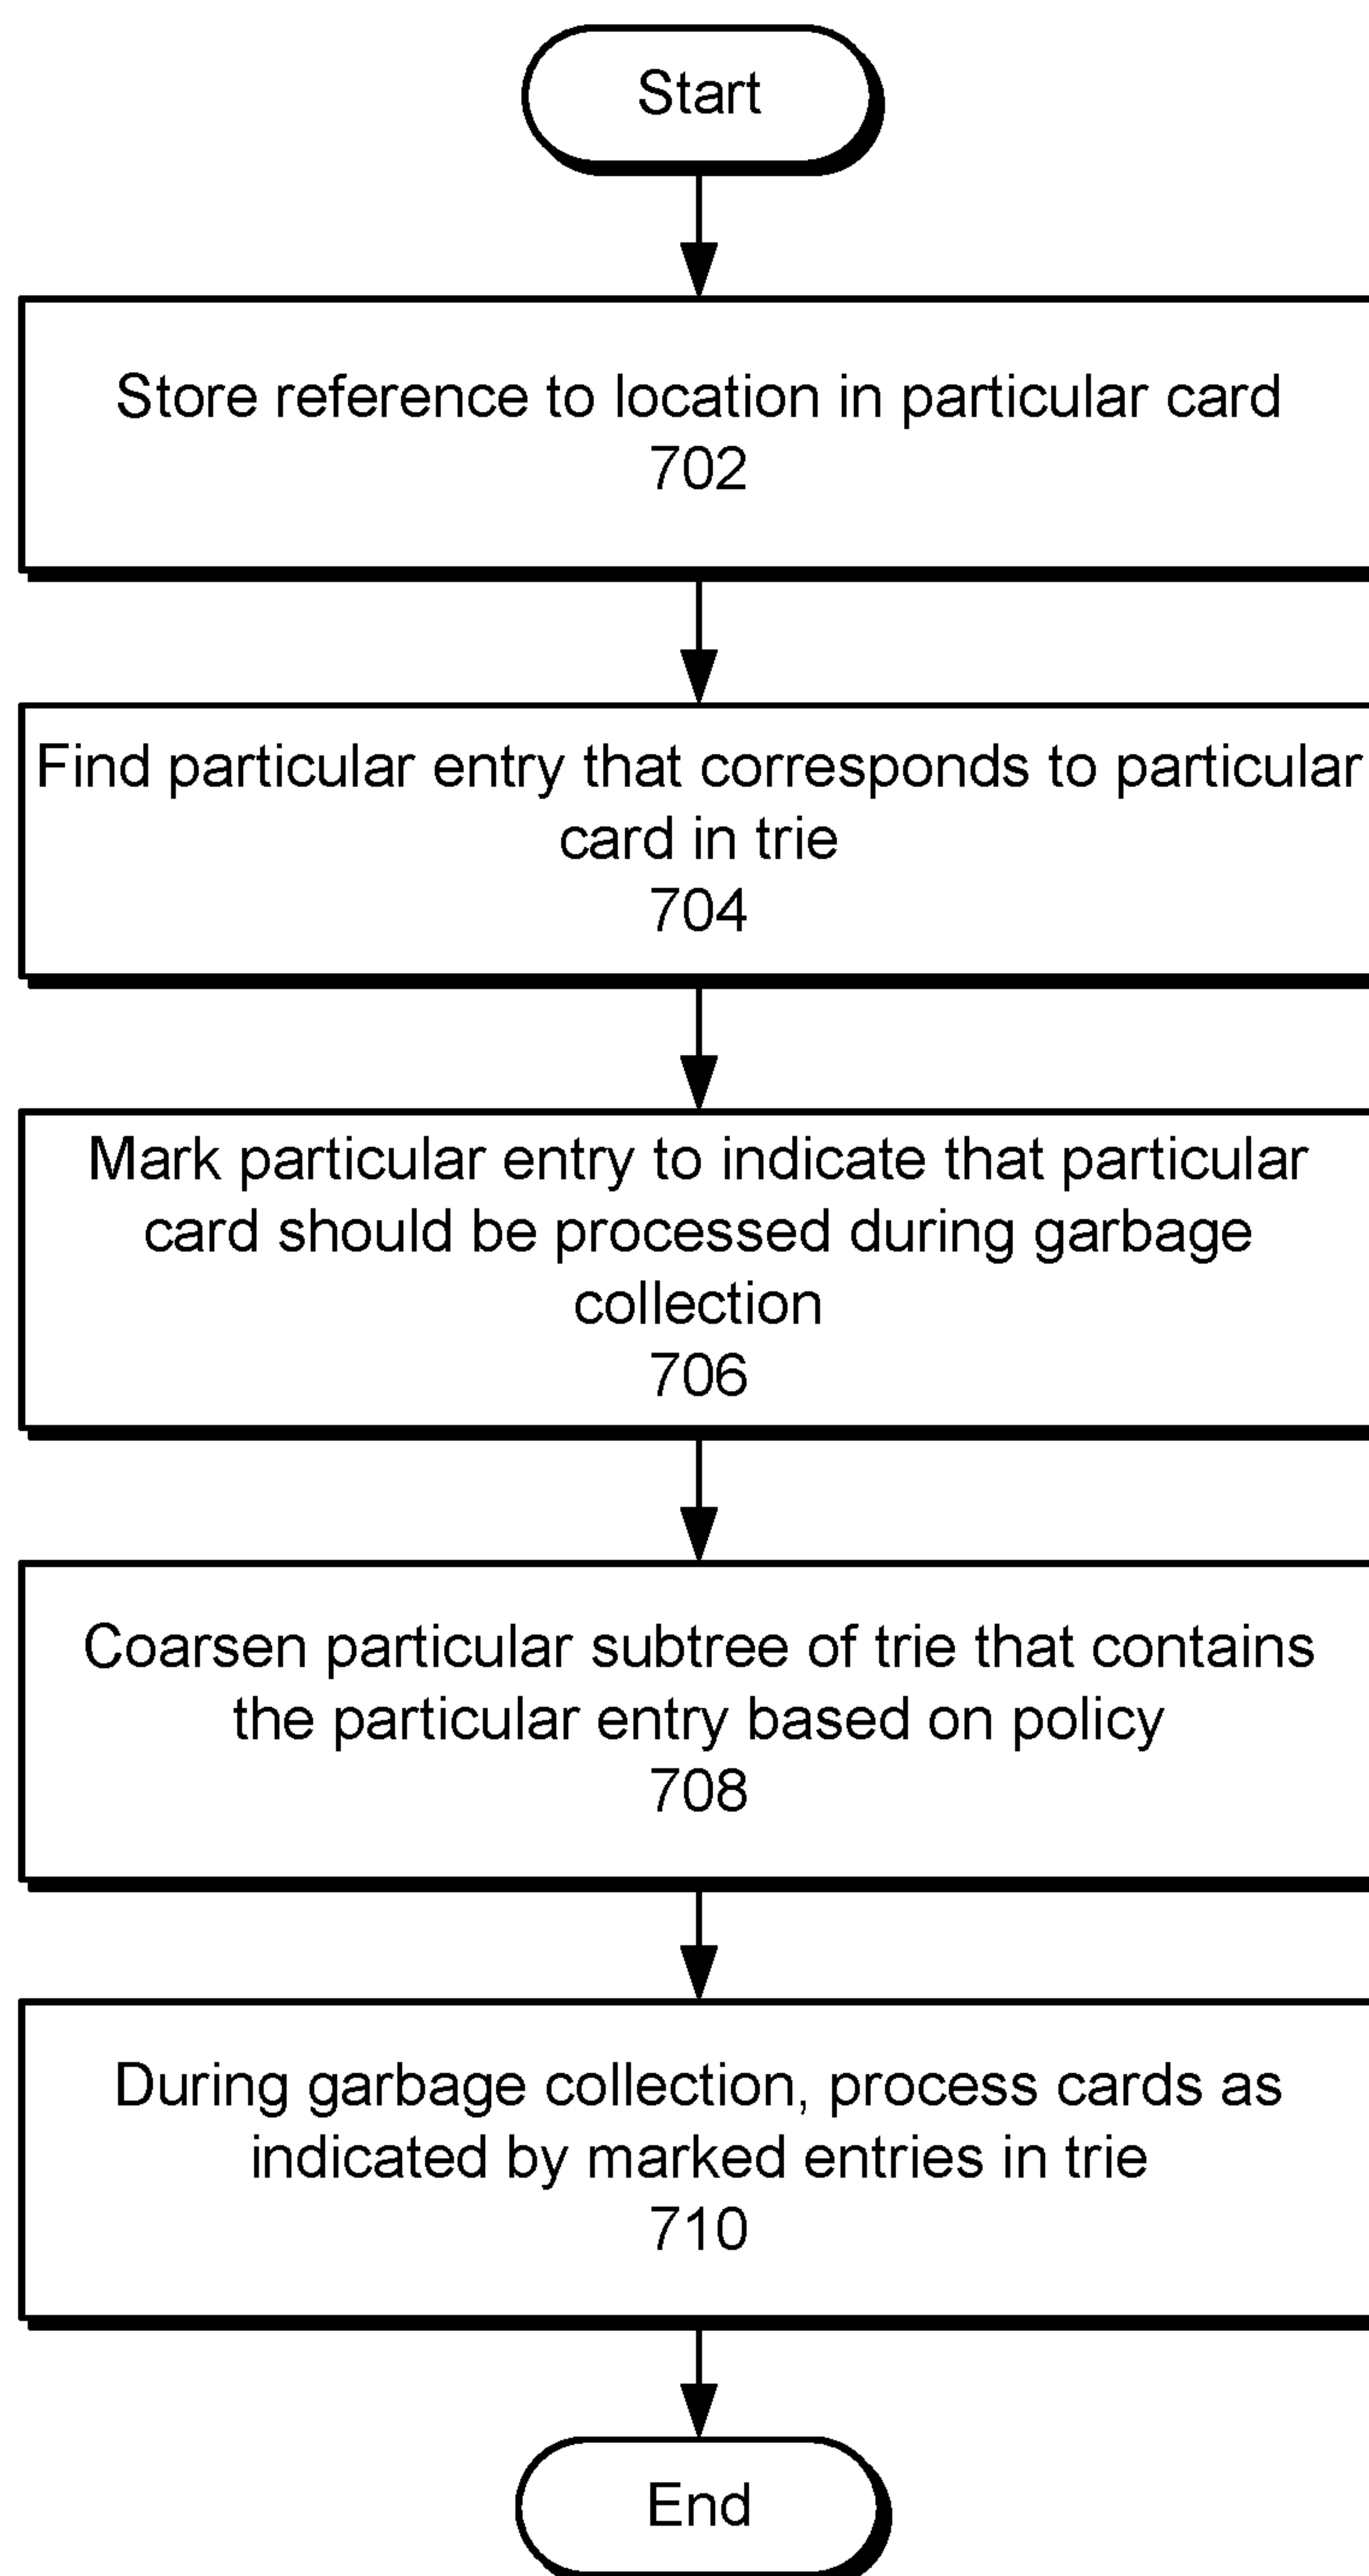 Start
Store reference to location in particular card
702
Find particular entry that corresponds to particular
card in trie
704
Mark particular entry to indicate that particular
card should be processed during garbage
collection
706
Coarsen particular subtree of trie that contains
the particular entry based on policy
708
During garbage collection, process cards as
indicated by marked entries in trie
710
End